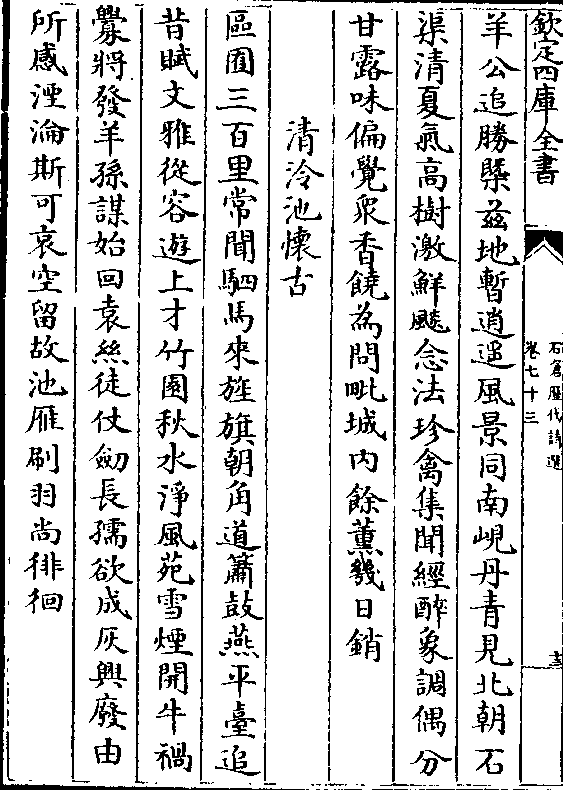 欽定四庫全書
石倉歷代詩選
卷七十三
十三
羊公追勝槩茲地暫逍遥風景同南峴丹青見北朝石
渠清夏氣高樹激鮮飈念法珍禽集聞經醉象調偶分
甘露味偏覺衆香饒為問毗城内餘薫幾日銷
清泠池懷古
區囿三百里常聞駟馬來旌旗朝角道簫鼓燕平臺追
昔賦文雅從容遊上才竹園秋水淨風苑雪煙開牛禍
釁將發羊孫謀始回袁絲徒仗劒長孺欲成灰興廢由
所感湮淪斯可哀空留故池雁刷羽尚徘徊